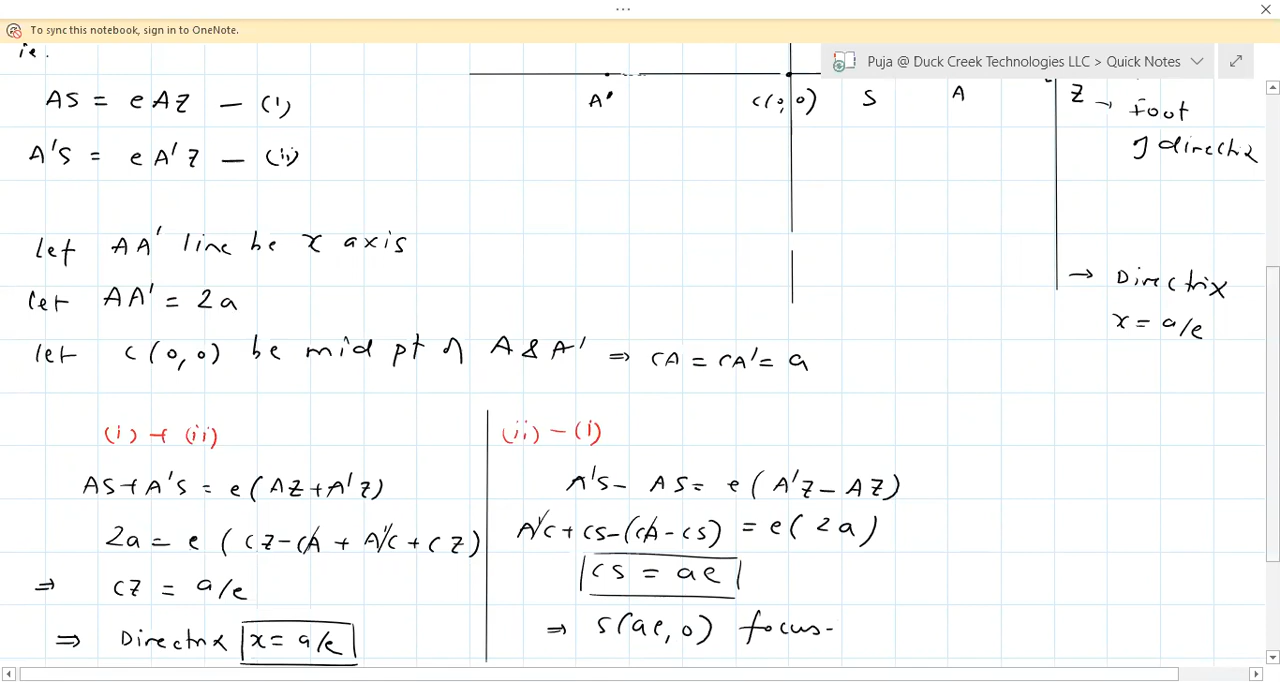 To sync this notebook, sign in to OneNote.
Puja @ Duck Creek Technologies LLC > Quick Notes
ie.
AS = e AZ — (i)
A'S = e A'Z — (ii)
A'
C(0, 0)
S
A
Z → Foot
of directrix
let AA' line be x axis
let AA' = 2a
let C(0, 0) be mid pt of A & A' ⇒ CA = CA' = a
→ Directrix
x = a/e
(i) + (ii)
AS + A'S = e(AZ + A'Z)
2a = e (CZ - CA + A'C + CZ)
⇒ CZ = a/e
⇒ Directrix x = a/e
(ii) - (i)
A'S - AS = e (A'Z - AZ)
A'C + CS - (CA - CS) = e(2a)
CS = ae
⇒ S(ae, 0) focus-